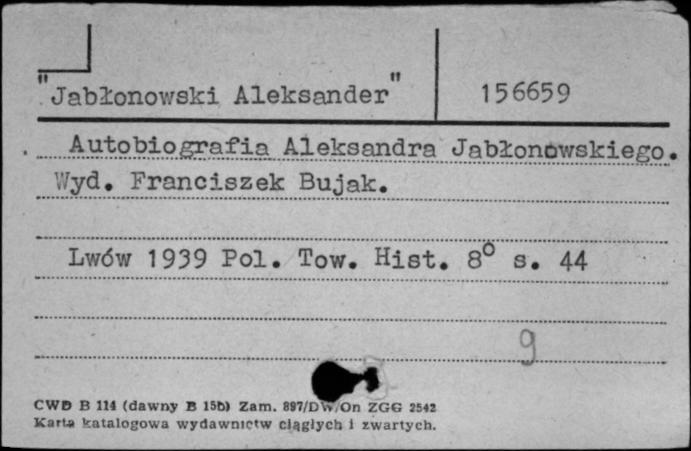 "Jabłonowski Aleksander" 156659
Autobiografia Aleksandra Jabłonowskiego.
Wyd. Franciszek Bujak.
Lwów 1939 Pol. Tow. Hist. 8° s. 44
9
CWD B 114 (dawny B 15b) Zam. 897/DW/On ZGG 2542
Karta katalogowa wydawnictw ciągłych i zwartych.